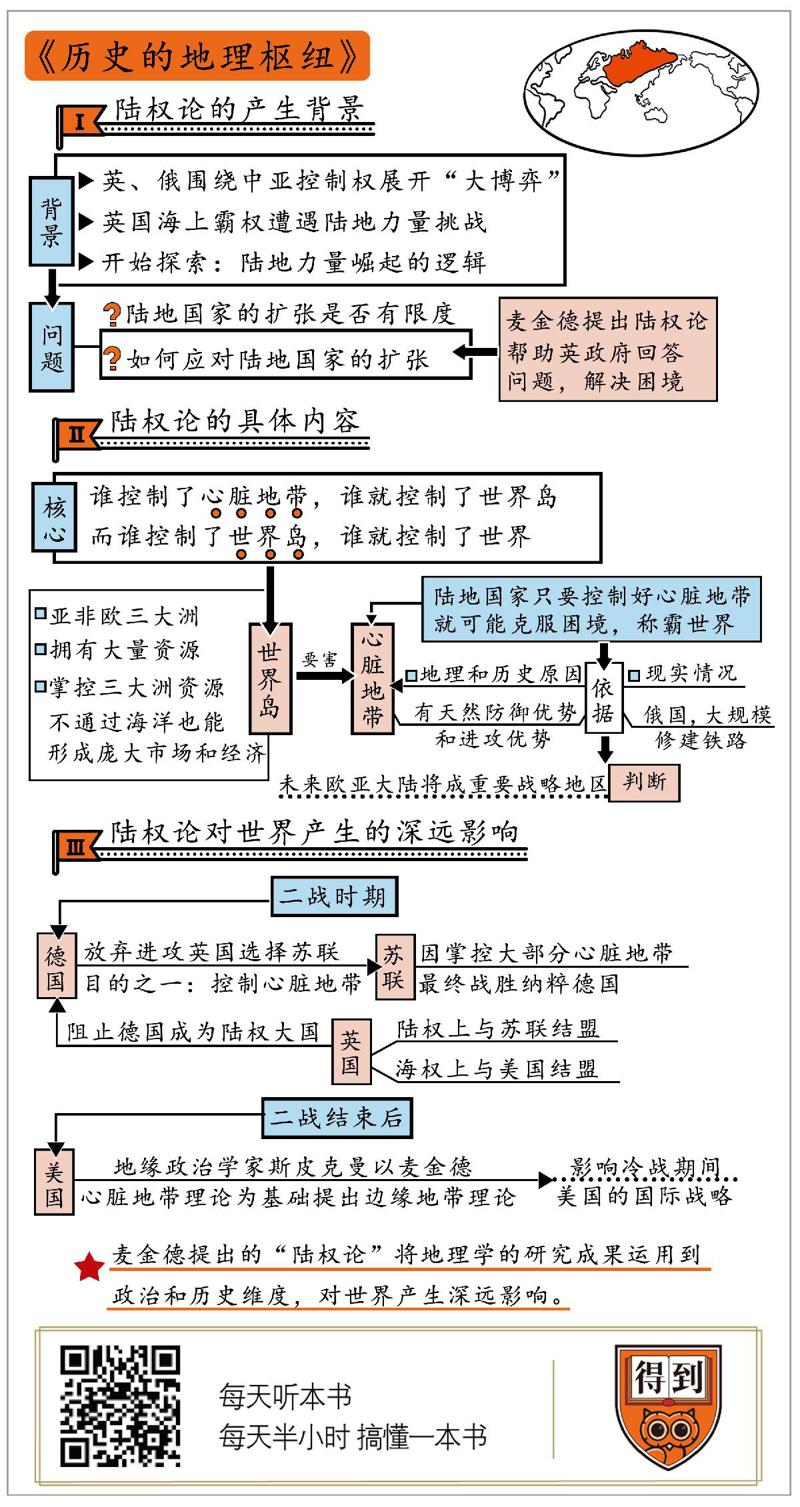 《历史的地理枢纽》
I 陆权论的产生背景
背景
英、俄围绕中亚控制权展开“大博弈”
英国海上霸权遭遇陆地力量挑战
开始探索：陆地力量崛起的逻辑
问题
?陆地国家的扩张是否有限度
?如何应对陆地国家的扩张
麦金德提出陆权论
帮助英政府回答
问题，解决困境
II 陆权论的具体内容
核心
谁控制了心脏地带，谁就控制了世界岛
而谁控制了世界岛，谁就控制了世界
亚非欧三大洲
拥有大量资源
掌控三大洲资源
不通过海洋也能
形成庞大市场和经济
世界岛
要害
心脏地带
陆地国家只要控制好心脏地带
就可能克服困境，称霸世界
地理和历史原因
有天然防御优势
和进攻优势
依据
现实情况
俄国，大规模
修建铁路
未来欧亚大陆将成重要战略地区
判断
III 陆权论对世界产生的深远影响
二战时期
德国
放弃进攻英国选择苏联
目的之一：控制心脏地带
苏联
因掌控大部分心脏地带
最终战胜纳粹德国
阻止德国成为陆权大国
英国
陆权上与苏联结盟
海权上与美国结盟
二战结束后
美国
地缘政治学家斯皮克曼以麦金德
心脏地带理论为基础提出边缘地带理论
影响冷战期间
美国的国际战略
麦金德提出的“陆权论”将地理学的研究成果运用到
政治和历史维度，对世界产生深远影响。
每天听本书
每天半小时 搞懂一本书
得到